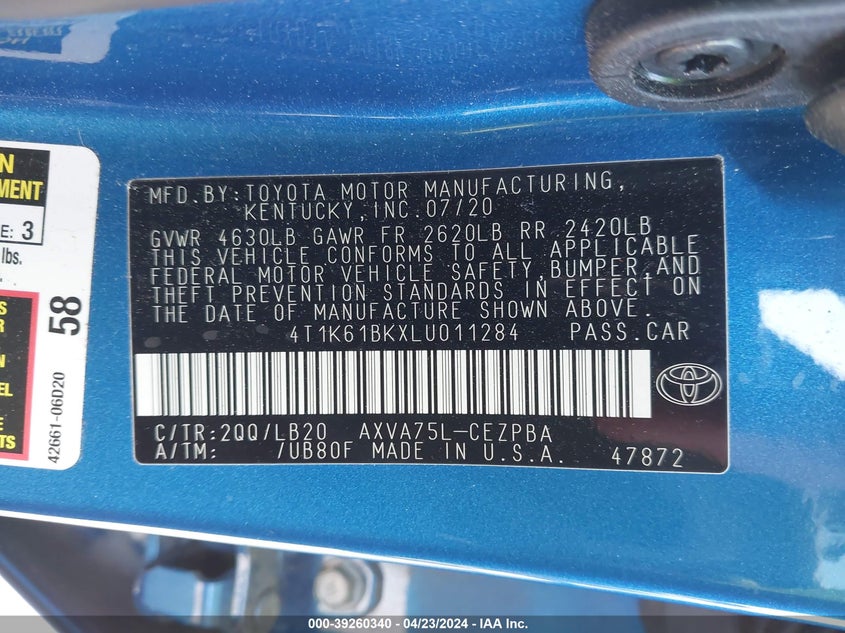 MFD.BY:TOYOTA MOTOR MANUFACTURING,
KENTUCKY,INC.07/20
GVWR 4630LB GAWR FR 2620LB RR 2420LB
THIS VEHICLE CONFORMS TO ALL APPLICABLE
FEDERAL MOTOR VEHICLE SAFETY,BUMPER,AND
THEFT PREVENTION STANDARDS IN EFFECT ON
THE DATE OF MANUFACTURE SHOWN ABOVE.
4T1K61BKXLU011284 PASS.CAR
C/TR:2QQ/LB20 AXVA75L-CEZPBA
A/TM: /UB80F MADE IN U.S.A. 47872
MENT
E: 3
lbs.
58
42661-06D20
000-39260340 / 04/23/2024 - IAA Inc.